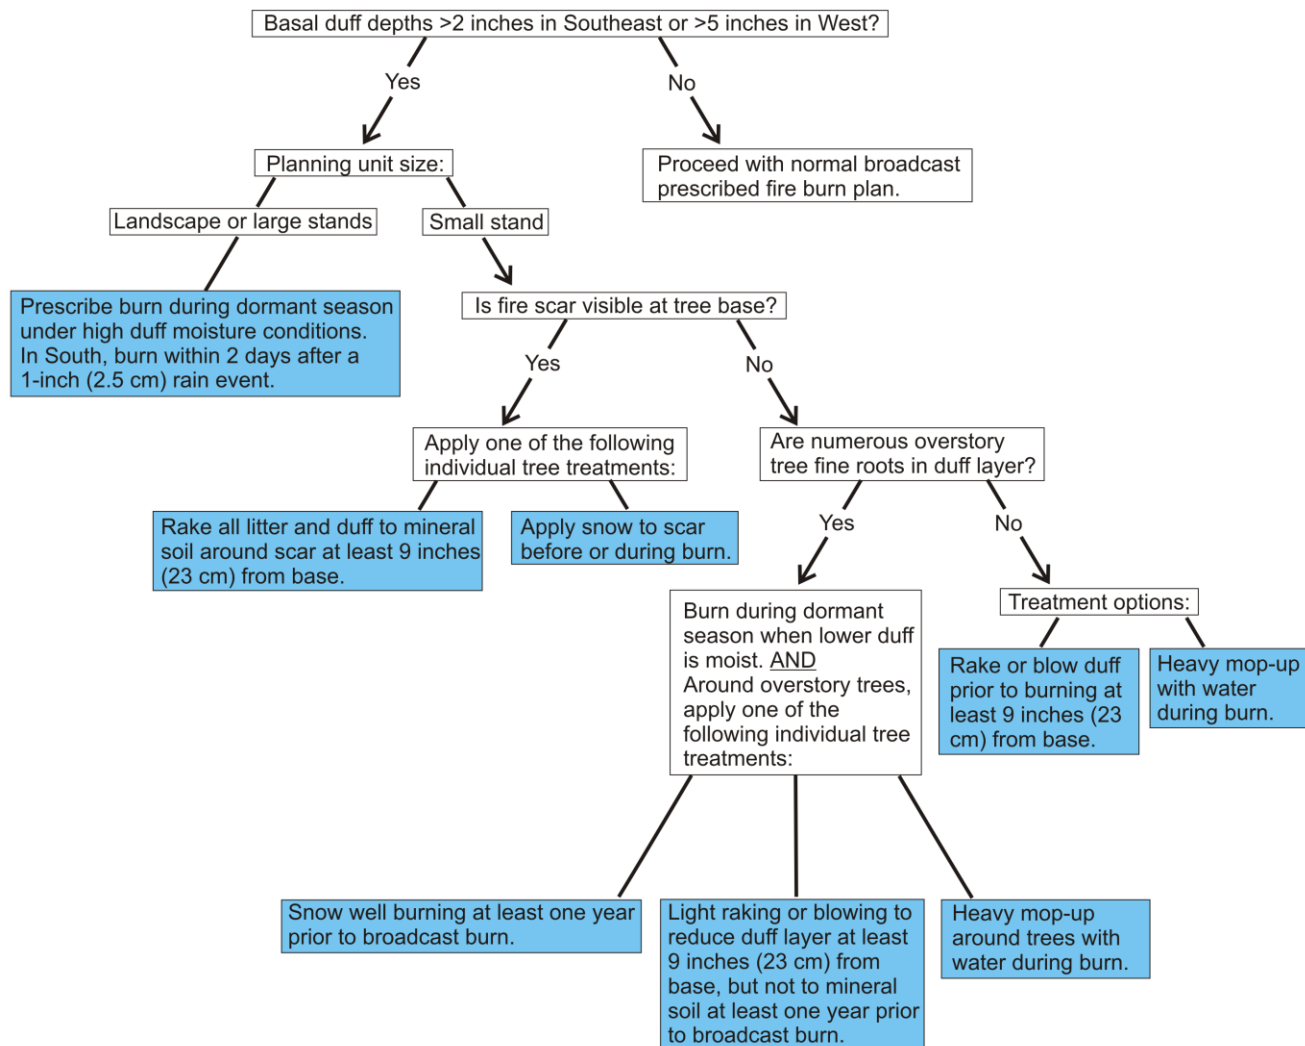 Basal duff depths >2 inches in Southeast or >5 inches in West?
Yes
No
Planning unit size:
Proceed with normal broadcast
prescribed fire burn plan.
Landscape or large stands
Small stand
Prescribe burn during dormant season
under high duff moisture conditions.
In South, burn within 2 days after a
1-inch (2.5 cm) rain event.
Is fire scar visible at tree base?
Yes
No
Apply one of the following
individual tree treatments:
Are numerous overstory
tree fine roots in duff layer?
Rake all litter and duff to mineral
soil around scar at least 9 inches
(23 cm) from base.
Apply snow to scar
before or during burn.
Yes
No
Burn during dormant
season when lower duff
is moist. AND
Around overstory trees,
apply one of the
following individual tree
treatments:
Treatment options:
Rake or blow duff
prior to burning at
least 9 inches (23
cm) from base.
Heavy mop-up
with water
during burn.
Snow well burning at least one year
prior to broadcast burn.
Light raking or blowing to
reduce duff layer at least
9 inches (23 cm) from
base, but not to mineral
soil at least one year prior
to broadcast burn.
Heavy mop-up
around trees with
water during burn.